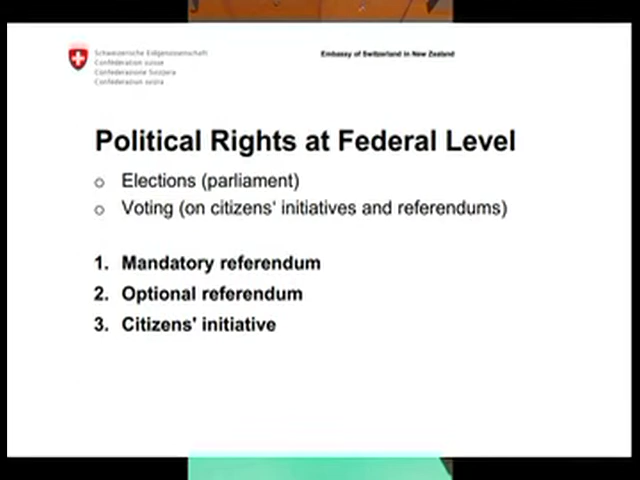 Schweizerische Eidgenossenschaft
Confédération suisse
Confederazione Svizzera
Confederaziun svizra
Embassy of Switzerland in New Zealand
Political Rights at Federal Level
o Elections (parliament)
o Voting (on citizens' initiatives and referendums)
1. Mandatory referendum
2. Optional referendum
3. Citizens' initiative